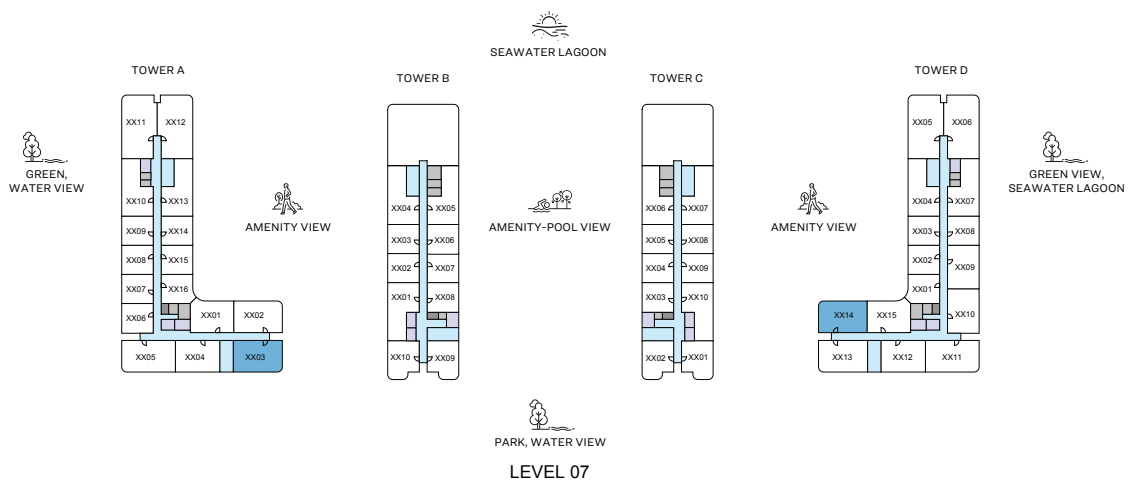 SEAWATER LAGOON
TOWER A
TOWER B
TOWER C
TOWER D
XX11 XX12
XX05 XX06
GREEN,
WATER VIEW
GREEN VIEW,
SEAWATER LAGOON
AMENITY VIEW
AMENITY-POOL VIEW
AMENITY VIEW
XX10 XX13
XX09 XX14
XX08 XX15
XX07 XX16
XX06
XX01 XX02
XX05 XX04 XX03
XX04 XX05
XX03 XX06
XX02 XX07
XX01 XX08
XX10 XX09
XX06 XX07
XX05 XX08
XX04 XX09
XX03 XX10
XX02 XX01
XX04 XX07
XX03 XX08
XX02 XX09
XX01
XX10
XX14 XX15
XX13 XX12 XX11
PARK, WATER VIEW
LEVEL 07